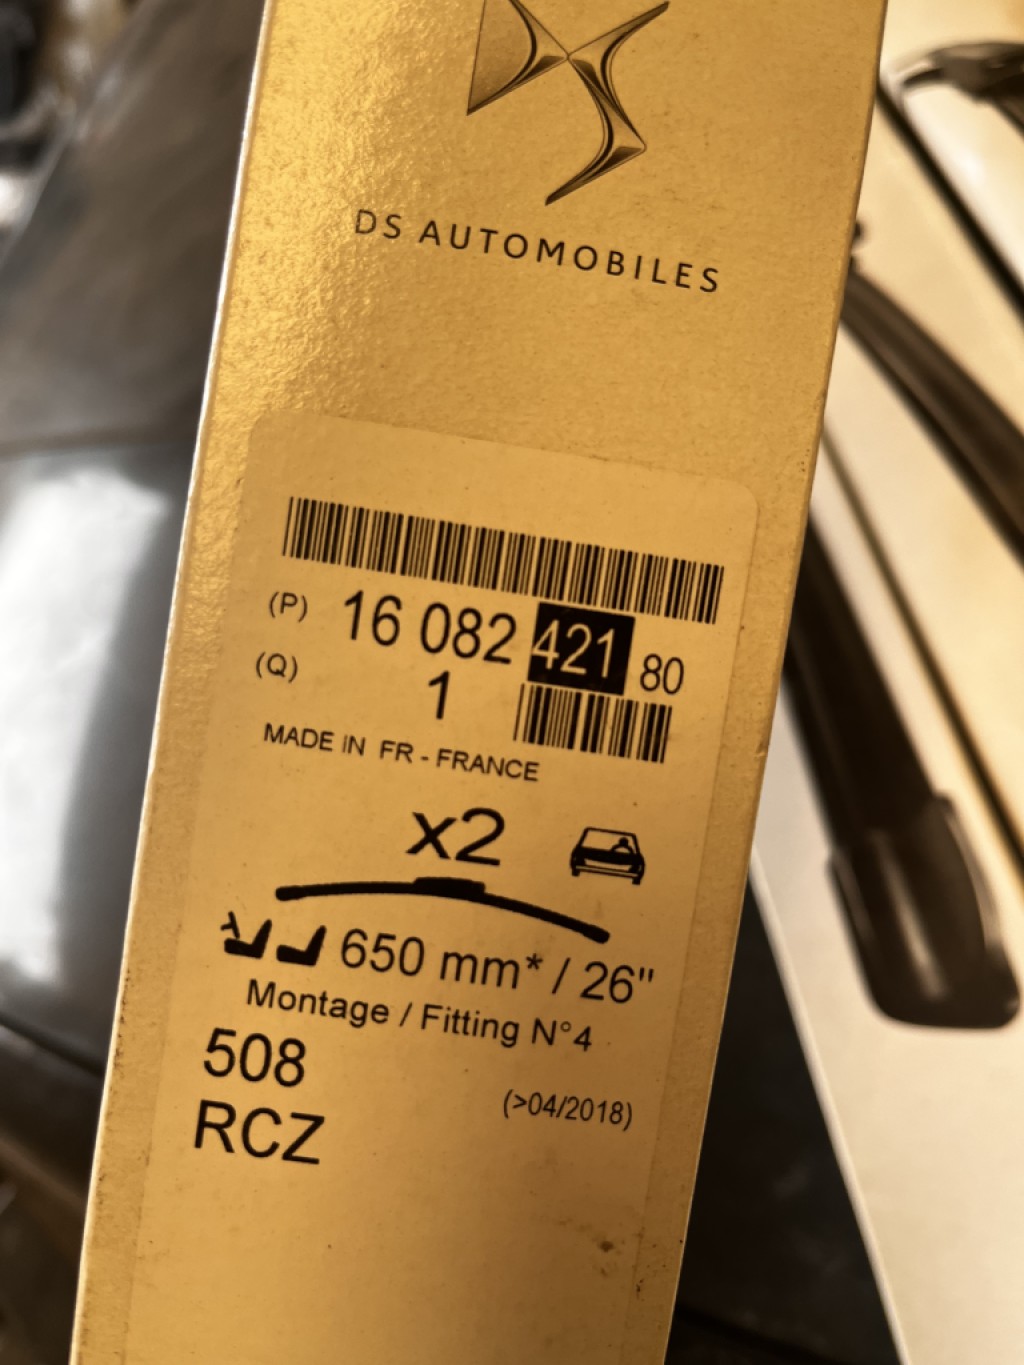 DS AUTOMOBILES
(P) 16 082 421 80
(Q) 1
MADE IN FR - FRANCE
x2
650 mm* / 26"
Montage / Fitting N°4
508
(>04/2018)
RCZ